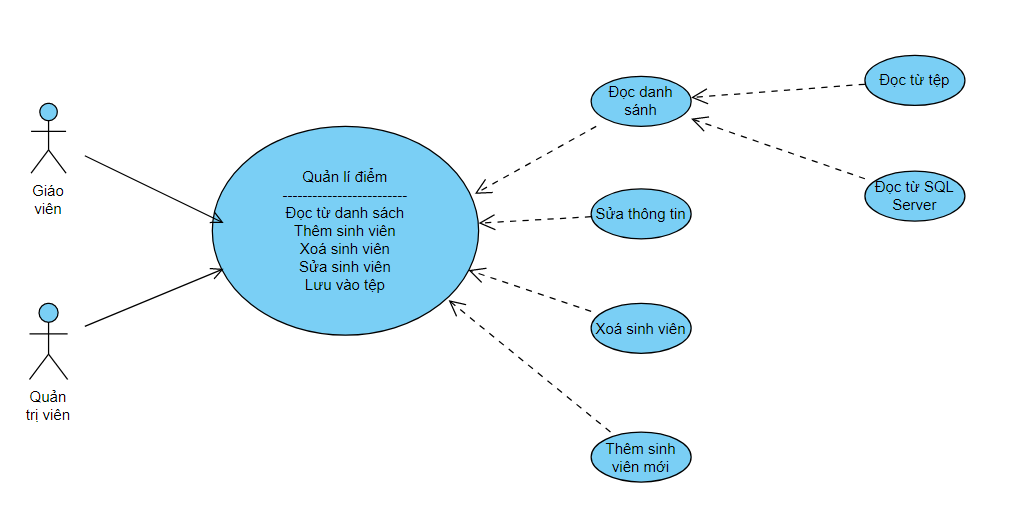 Giáo
viên
Quản
trị viên
Quản lí điểm
-------------------------
Đọc từ danh sách
Thêm sinh viên
Xoá sinh viên
Sửa sinh viên
Lưu vào tệp
Đọc danh
sánh
Sửa thông tin
Xoá sinh viên
Thêm sinh
viên mới
Đọc từ tệp
Đọc từ SQL
Server